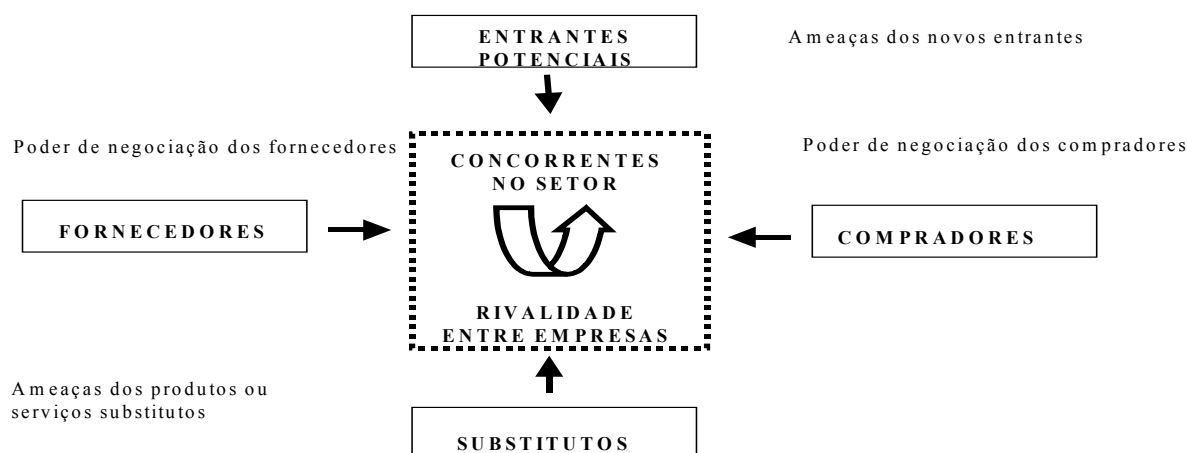 ENTRANTES
POTENCIAIS
Ameaças dos novos entrantes
Poder de negociação dos fornecedores
CONCORRENTES
NO SETOR
Poder de negociação dos compradores
FORNECEDORES
COMPRADORES
RIVALIDADE
ENTRE EMPRESAS
Ameaças dos produtos ou
serviços substitutos
SUBSTITUTOS